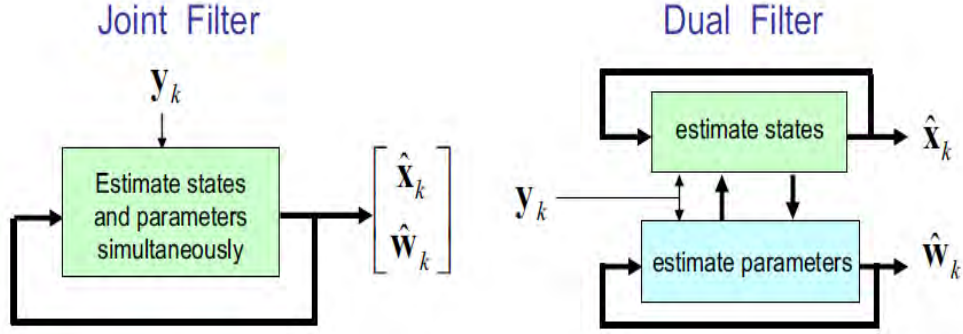 Joint Filter
y_k
Estimate states
and parameters
simultaneously
x̂_k
ŵ_k
Dual Filter
estimate states
x̂_k
y_k
estimate parameters
ŵ_k